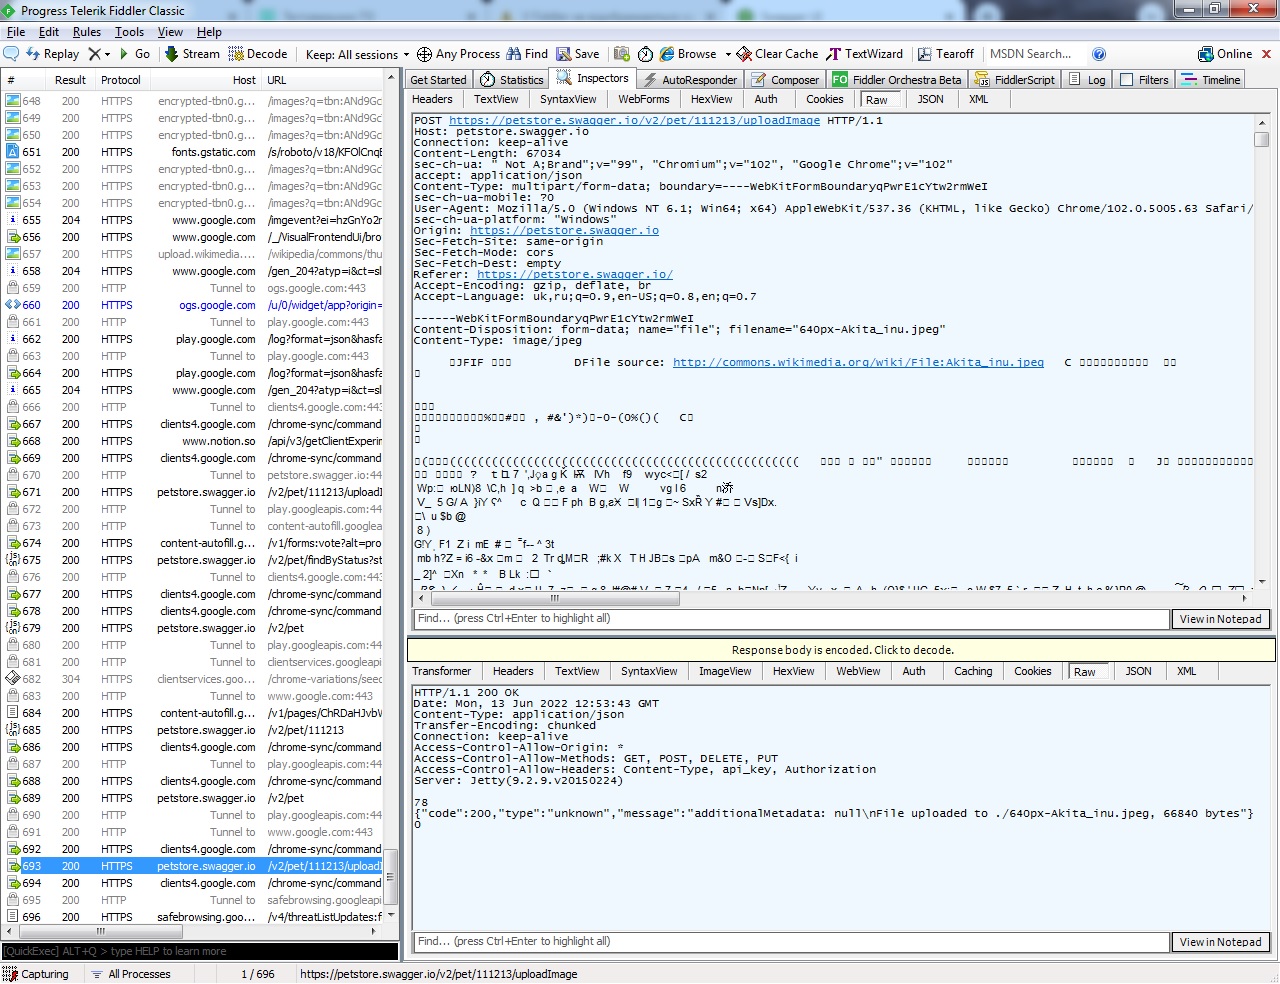 Progress Telerik Fiddler Classic
File Edit Rules Tools View Help
Replay Go Stream Decode Keep: All sessions Any Process Find Save Browse Clear Cache TextWizard Tearoff MSDN Search... Online
# Result Protocol Host URL
648 200 HTTPS encrypted-tbn0.g... /images?q=tbn:ANd9Gc
649 200 HTTPS encrypted-tbn0.g... /images?q=tbn:ANd9Gc
650 200 HTTPS encrypted-tbn0.g... /images?q=tbn:ANd9Gc
651 200 HTTPS fonts.gstatic.com /s/roboto/v18/KFOlCnqE
652 200 HTTPS encrypted-tbn0.g... /images?q=tbn:ANd9Gc
653 200 HTTPS encrypted-tbn0.g... /images?q=tbn:ANd9Gc
654 200 HTTPS encrypted-tbn0.g... /images?q=tbn:ANd9Gc
655 204 HTTPS www.google.com /imgevent?ei=hzGnYo2r
656 200 HTTPS www.google.com /_/VisualFrontendUi/bro
657 200 HTTPS upload.wikimedia.... /wikipedia/commons/thu
658 204 HTTPS www.google.com /gen_204?atyp=i&ct=sl
659 200 HTTP Tunnel to ogs.google.com:443
660 200 HTTPS ogs.google.com /u/0/widget/app?origin=
661 200 HTTP Tunnel to play.google.com:443
662 200 HTTPS play.google.com /log?format=json&hasfa
663 200 HTTP Tunnel to play.google.com:443
664 200 HTTPS play.google.com /log?format=json&hasfa
665 204 HTTPS www.google.com /gen_204?atyp=i&ct=sl
666 200 HTTP Tunnel to clients4.google.com:443
667 200 HTTPS clients4.google.com /chrome-sync/command
668 200 HTTPS www.notion.so /api/v3/getClientExperim
669 200 HTTPS clients4.google.com /chrome-sync/command
670 200 HTTP Tunnel to petstore.swagger.io:44
671 200 HTTPS petstore.swagger.io /v2/pet/111213/uploadI
672 200 HTTP Tunnel to play.googleapis.com:44
673 200 HTTP Tunnel to content-autofill.googlea
674 200 HTTPS content-autofill.g... /v1/forms:vote?alt=pro
675 200 HTTPS petstore.swagger.io /v2/pet/findByStatus?st
676 200 HTTP Tunnel to clients4.google.com:44
677 200 HTTPS clients4.google.com /chrome-sync/command
678 200 HTTPS clients4.google.com /chrome-sync/command
679 200 HTTPS petstore.swagger.io /v2/pet
680 200 HTTP Tunnel to play.googleapis.com:44
681 200 HTTP Tunnel to clientservices.googleapi
682 304 HTTPS clientservices.goo... /chrome-variations/seed
683 200 HTTP Tunnel to www.google.com:443
684 200 HTTPS content-autofill.g... /v1/pages/ChRDaHJvbW
685 200 HTTPS petstore.swagger.io /v2/pet/111213
686 200 HTTPS clients4.google.com /chrome-sync/command
687 200 HTTP Tunnel to play.googleapis.com:44
688 200 HTTPS clients4.google.com /chrome-sync/command
689 200 HTTPS petstore.swagger.io /v2/pet
690 200 HTTP Tunnel to play.googleapis.com:44
691 200 HTTP Tunnel to www.google.com:443
692 200 HTTPS clients4.google.com /chrome-sync/command
693 200 HTTPS petstore.swagger.io /v2/pet/111213/uploadI
694 200 HTTPS clients4.google.com /chrome-sync/command
695 200 HTTP Tunnel to safebrowsing.googleapi
696 200 HTTPS safebrowsing.goo... /v4/threatListUpdates:f
[QuickExec] ALT+Q > type HELP to learn more
Get Started Statistics Inspectors AutoResponder Composer FO Fiddler Orchestra Beta FiddlerScript Log Filters Timeline
Headers TextView SyntaxView WebForms HexView Auth Cookies Raw JSON XML
POST https://petstore.swagger.io/v2/pet/111213/uploadImage HTTP/1.1
Host: petstore.swagger.io
Connection: keep-alive
Content-Length: 67034
sec-ch-ua: " Not A;Brand";v="99", "Chromium";v="102", "Google Chrome";v="102"
accept: application/json
Content-Type: multipart/form-data; boundary=----WebKitFormBoundaryqPwrE1cYtw2rmWeI
sec-ch-ua-mobile: ?0
User-Agent: Mozilla/5.0 (Windows NT 6.1; Win64; x64) AppleWebKit/537.36 (KHTML, like Gecko) Chrome/102.0.5005.63 Safari/
sec-ch-ua-platform: "Windows"
Origin: https://petstore.swagger.io
Sec-Fetch-Site: same-origin
Sec-Fetch-Mode: cors
Sec-Fetch-Dest: empty
Referer: https://petstore.swagger.io/
Accept-Encoding: gzip, deflate, br
Accept-Language: uk,ru;q=0.9,en-US;q=0.8,en;q=0.7
------WebKitFormBoundaryqPwrE1cYtw2rmWeI
Content-Disposition: form-data; name="file"; filename="640px-Akita_inu.jpeg"
Content-Type: image/jpeg
JFIF DFile source: http://commons.wikimedia.org/wiki/File:Akita_inu.jpeg C
Find... (press Ctrl+Enter to highlight all) View in Notepad
Response body is encoded. Click to decode.
Transformer Headers TextView SyntaxView ImageView HexView WebView Auth Caching Cookies Raw JSON XML
HTTP/1.1 200 OK
Date: Mon, 13 Jun 2022 12:53:43 GMT
Content-Type: application/json
Transfer-Encoding: chunked
Connection: keep-alive
Access-Control-Allow-Origin: *
Access-Control-Allow-Methods: GET, POST, DELETE, PUT
Access-Control-Allow-Headers: Content-Type, api_key, Authorization
Server: Jetty(9.2.9.v20150224)
78
{"code":200,"type":"unknown","message":"additionalMetadata: null\nFile uploaded to ./640px-Akita_inu.jpeg, 66840 bytes"}
0
Find... (press Ctrl+Enter to highlight all) View in Notepad
Capturing All Processes 1 / 696 https://petstore.swagger.io/v2/pet/111213/uploadImage